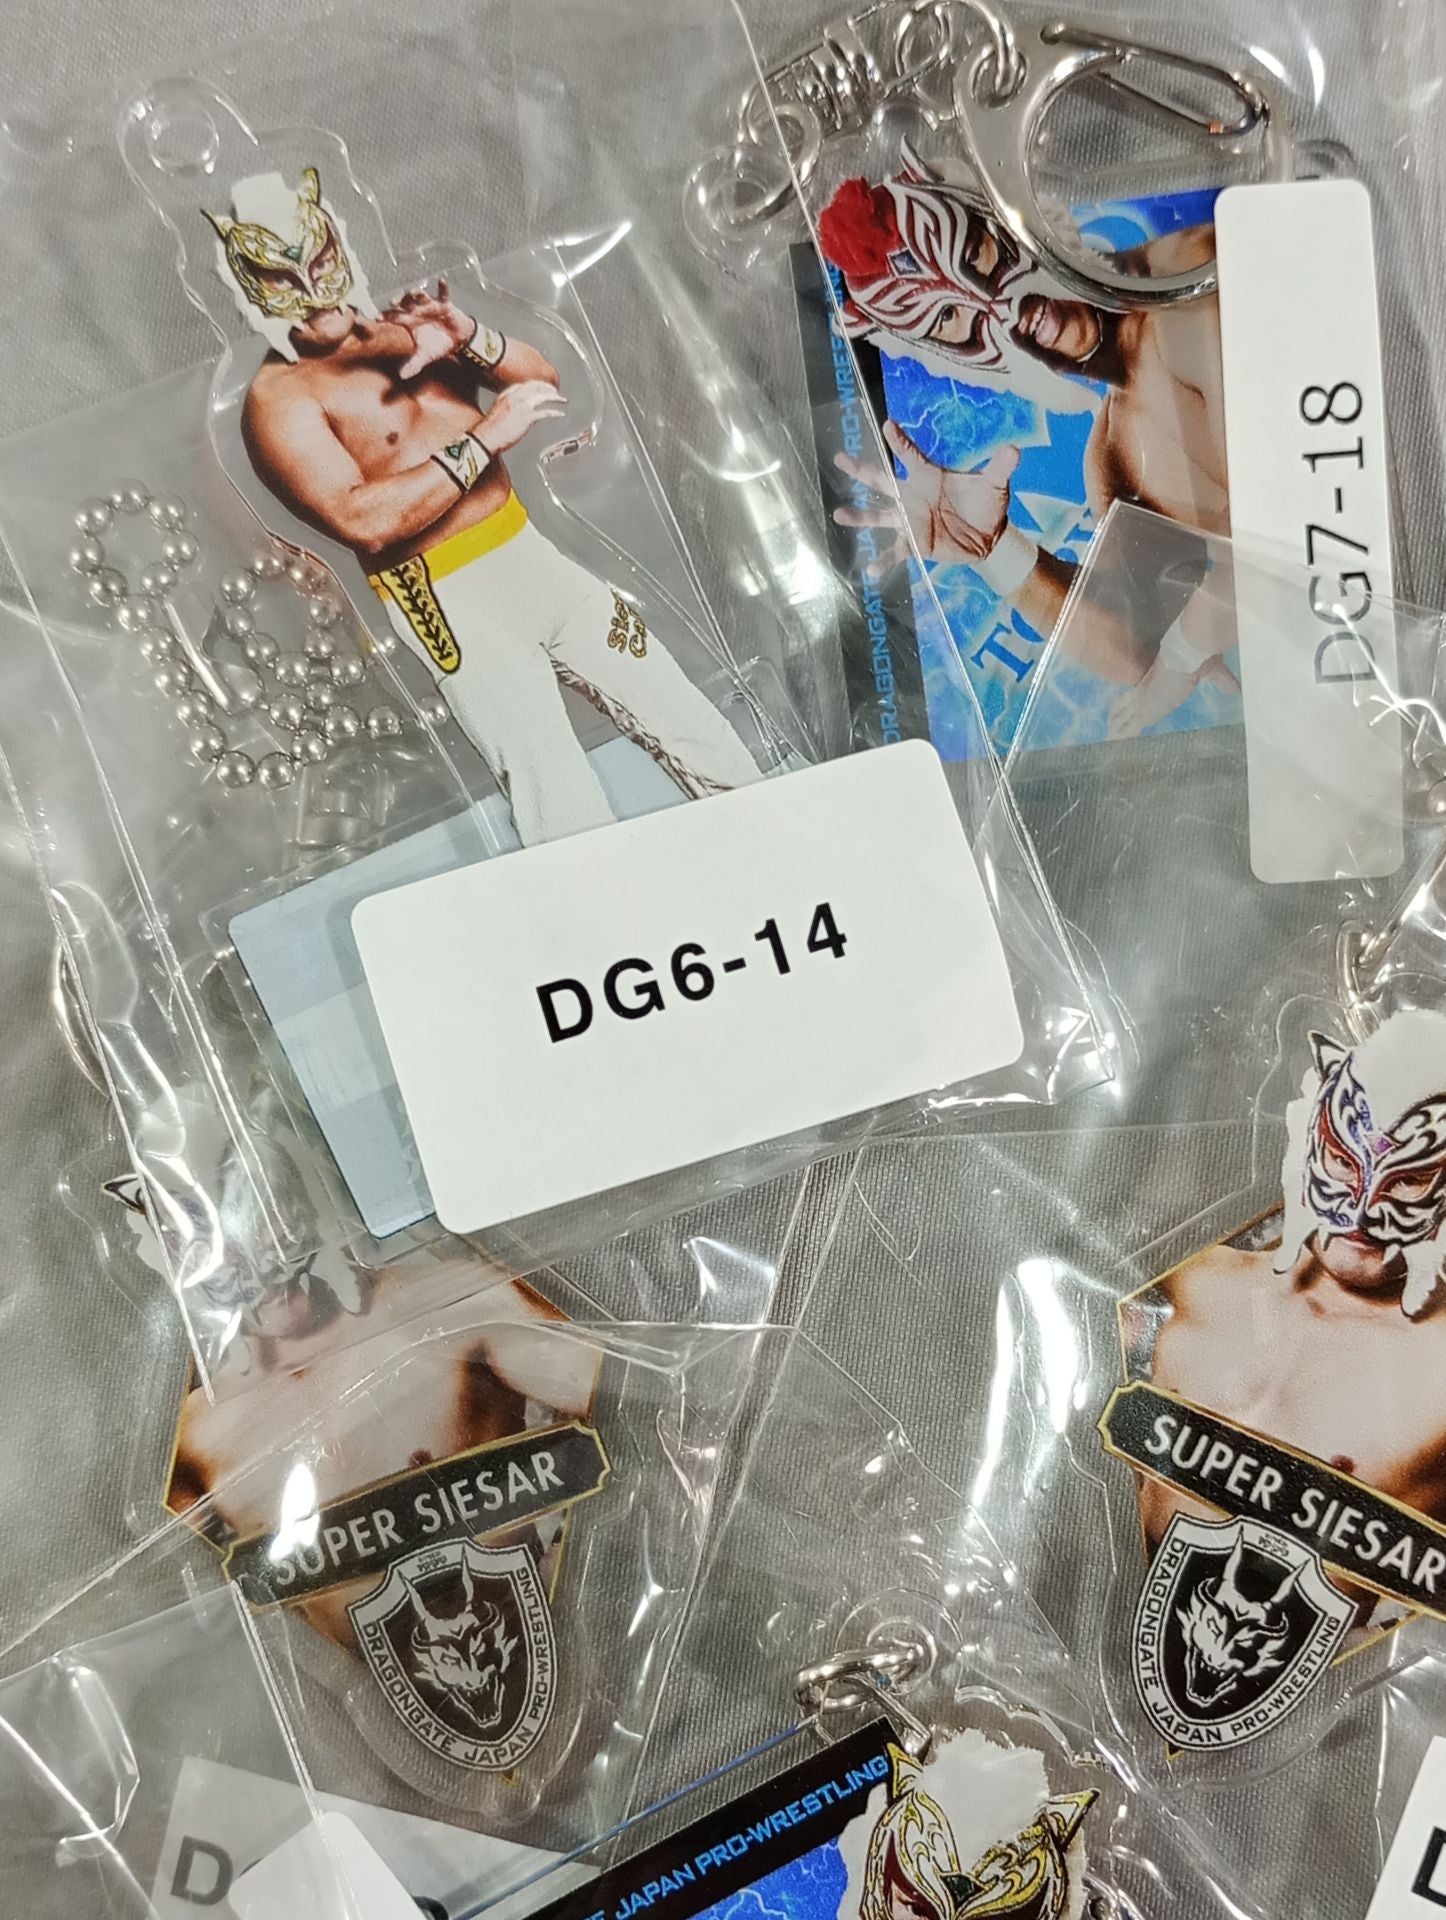 DRAGONGATE JAPAN PRO-WRESTLING
DG7-18
DG6-14
SUPER SIESAR
DRAGONGATE JAPAN PRO-WRESTLING
SUPER SIESAR
DRAGONGATE JAPAN PRO-WRESTLING
JAPAN PRO-WRESTLING